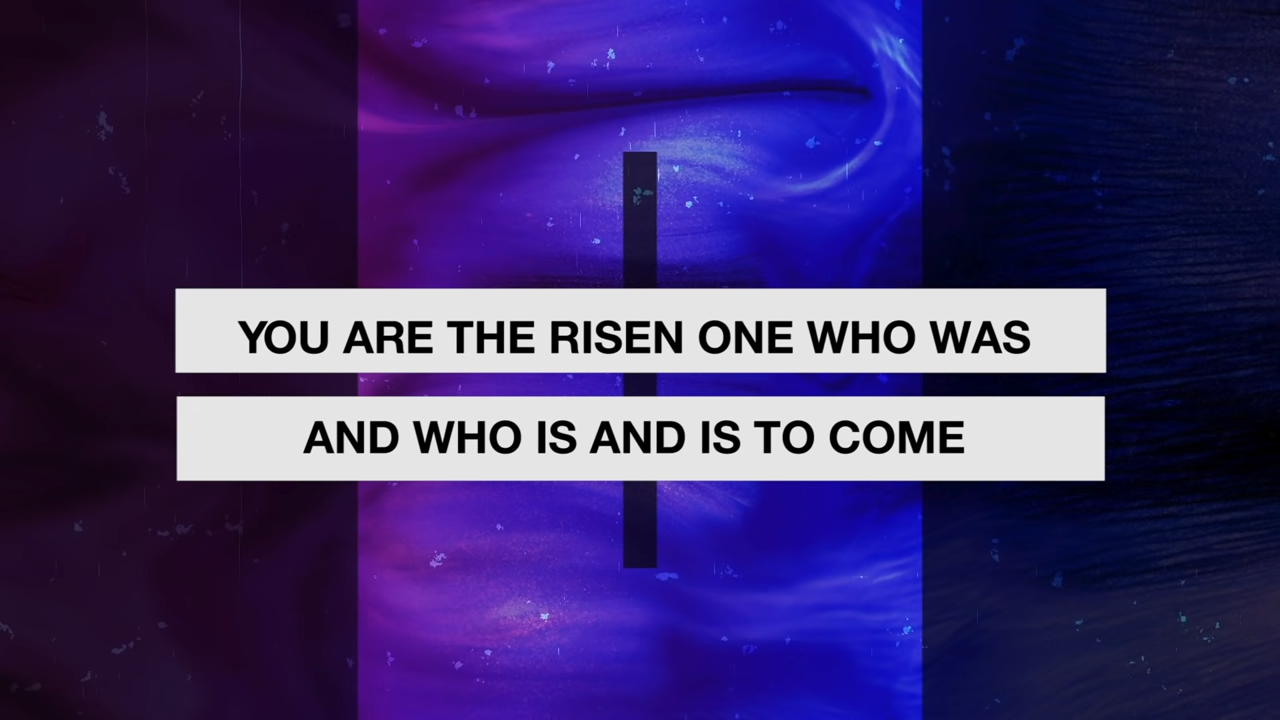 YOU ARE THE RISEN ONE WHO WAS
AND WHO IS AND IS TO COME